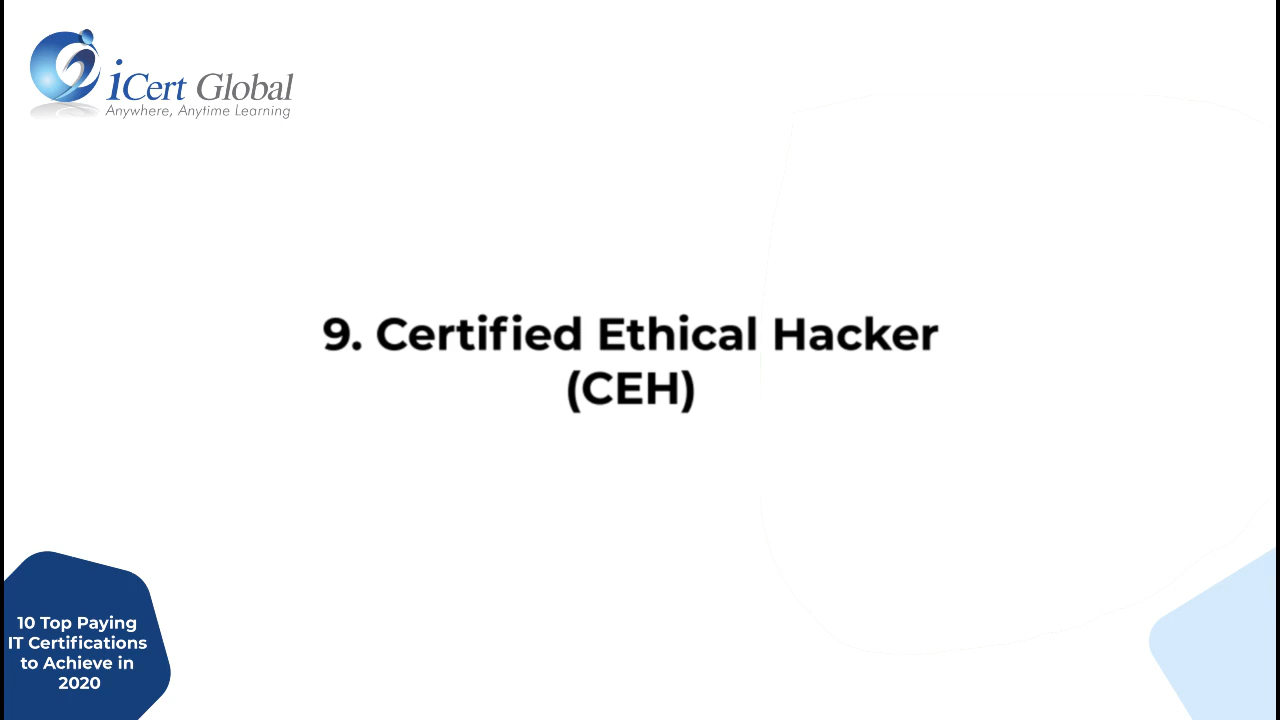 iCert Global
Anywhere, Anytime Learning
9. Certified Ethical Hacker
(CEH)
10 Top Paying
IT Certifications
to Achieve in
2020